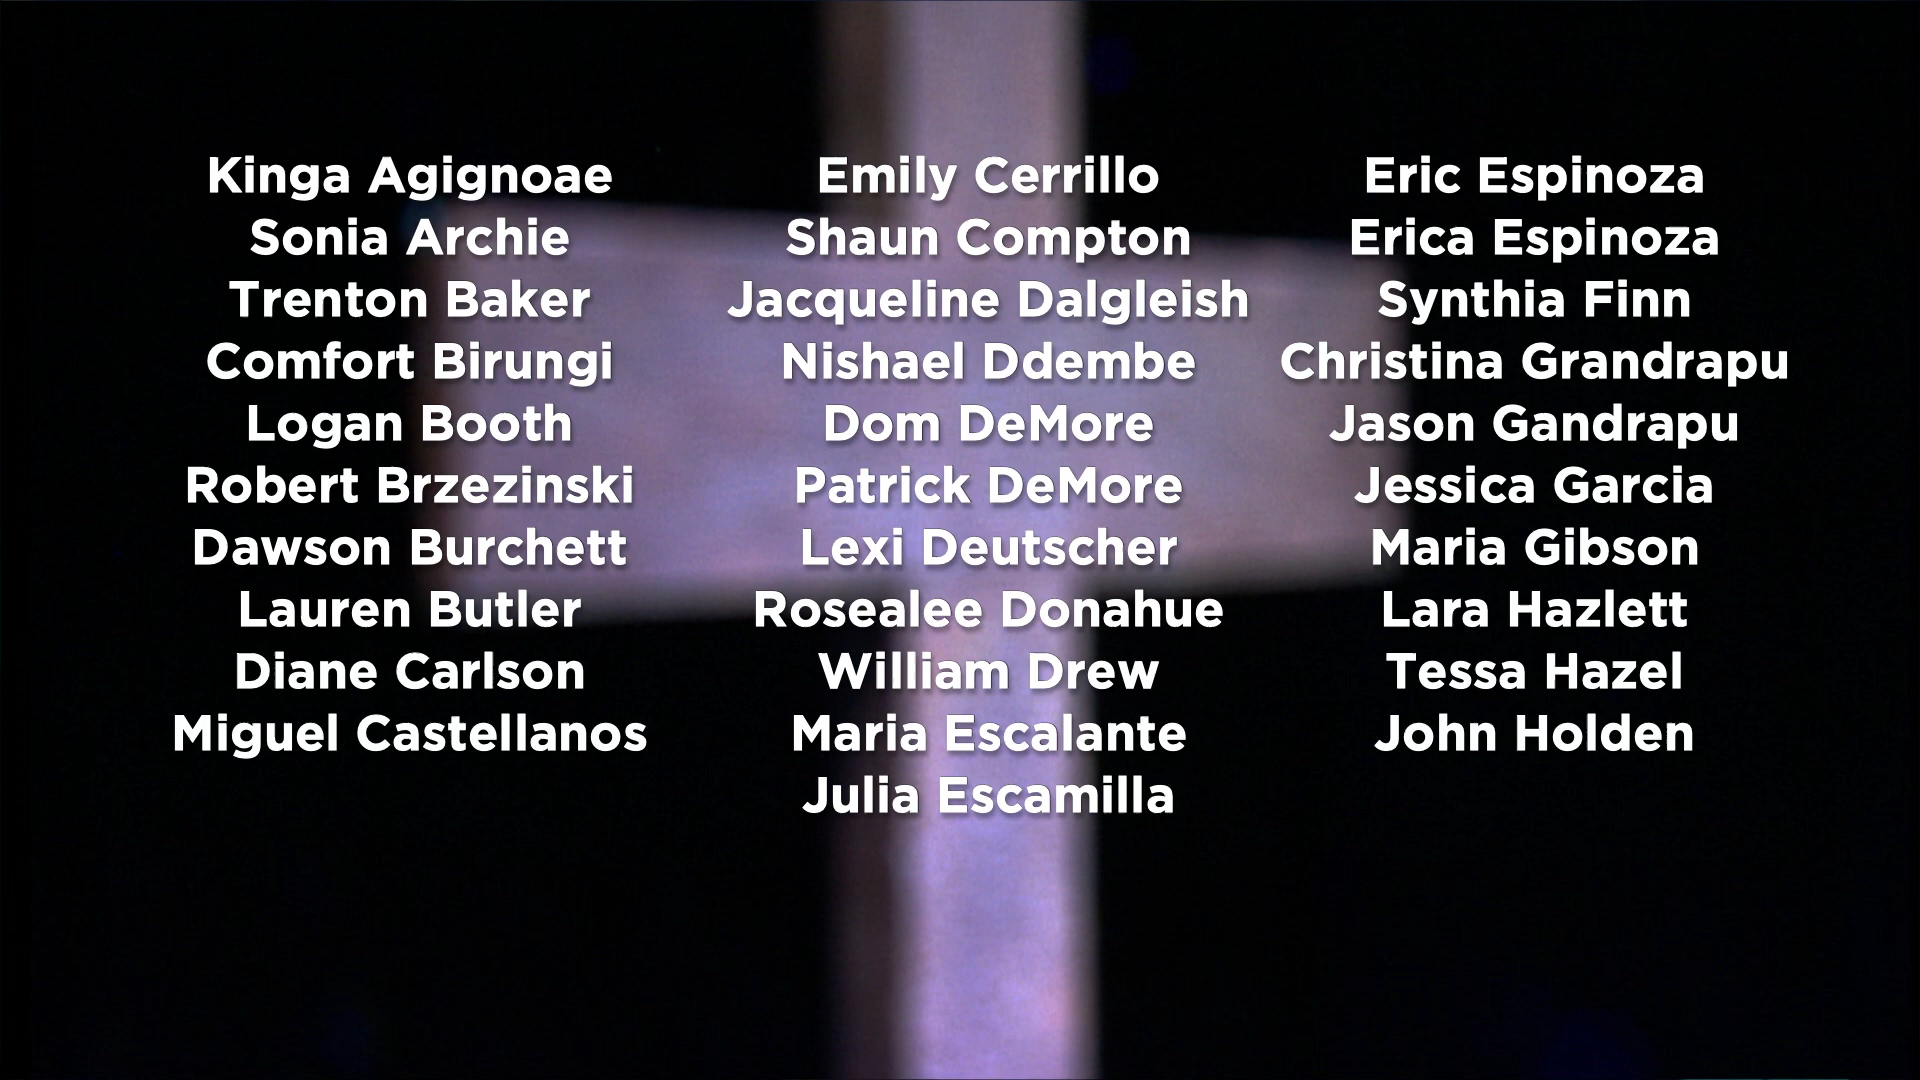 Kinga Agignoae
Sonia Archie
Trenton Baker
Comfort Birungi
Logan Booth
Robert Brzezinski
Dawson Burchett
Lauren Butler
Diane Carlson
Miguel Castellanos
Emily Cerrillo
Shaun Compton
Jacqueline Dalgleish
Nishael Ddembe
Dom DeMore
Patrick DeMore
Lexi Deutscher
Rosealee Donahue
William Drew
Maria Escalante
Julia Escamilla
Eric Espinoza
Erica Espinoza
Synthia Finn
Christina Grandrapu
Jason Gandrapu
Jessica Garcia
Maria Gibson
Lara Hazlett
Tessa Hazel
John Holden